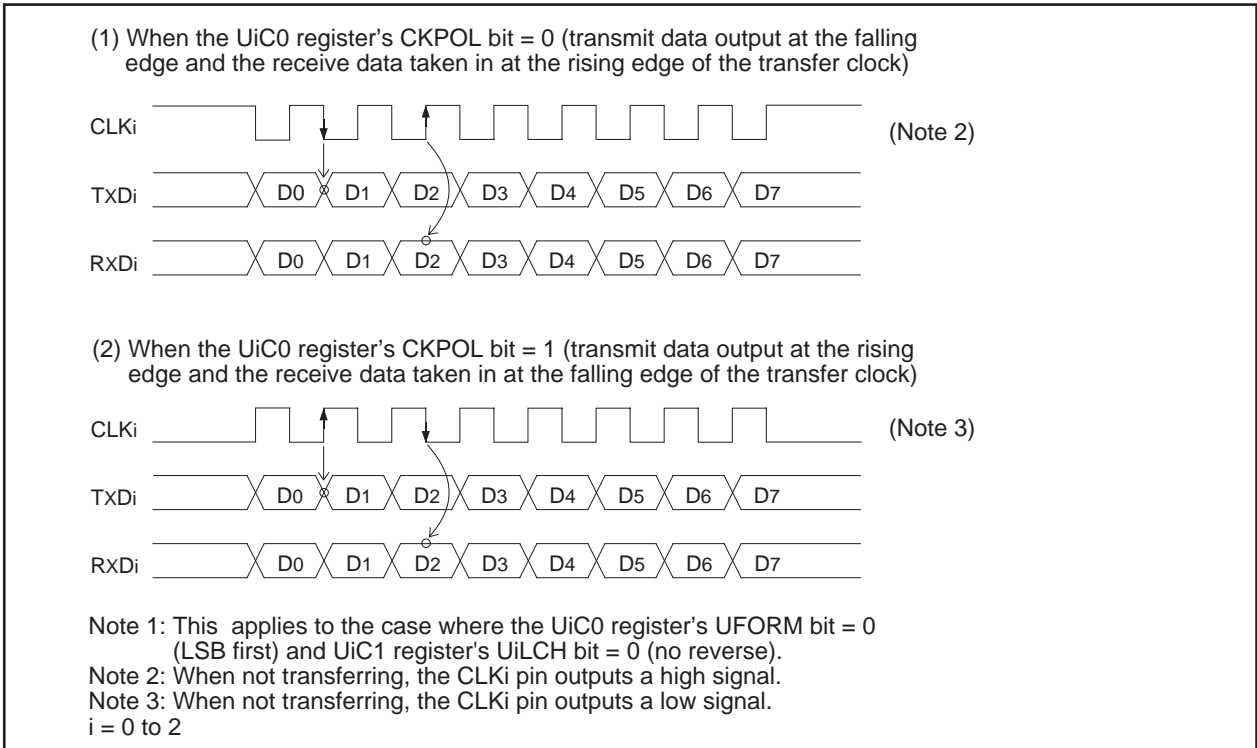 (1) When the UiC0 register's CKPOL bit = 0 (transmit data output at the falling
edge and the receive data taken in at the rising edge of the transfer clock)
CLKi
(Note 2)
TXDi D0 D1 D2 D3 D4 D5 D6 D7
RXDi D0 D1 D2 D3 D4 D5 D6 D7
(2) When the UiC0 register's CKPOL bit = 1 (transmit data output at the rising
edge and the receive data taken in at the falling edge of the transfer clock)
CLKi
(Note 3)
TXDi D0 D1 D2 D3 D4 D5 D6 D7
RXDi D0 D1 D2 D3 D4 D5 D6 D7
Note 1: This applies to the case where the UiC0 register's UFORM bit = 0
(LSB first) and UiC1 register's UiLCH bit = 0 (no reverse).
Note 2: When not transferring, the CLKi pin outputs a high signal.
Note 3: When not transferring, the CLKi pin outputs a low signal.
i = 0 to 2